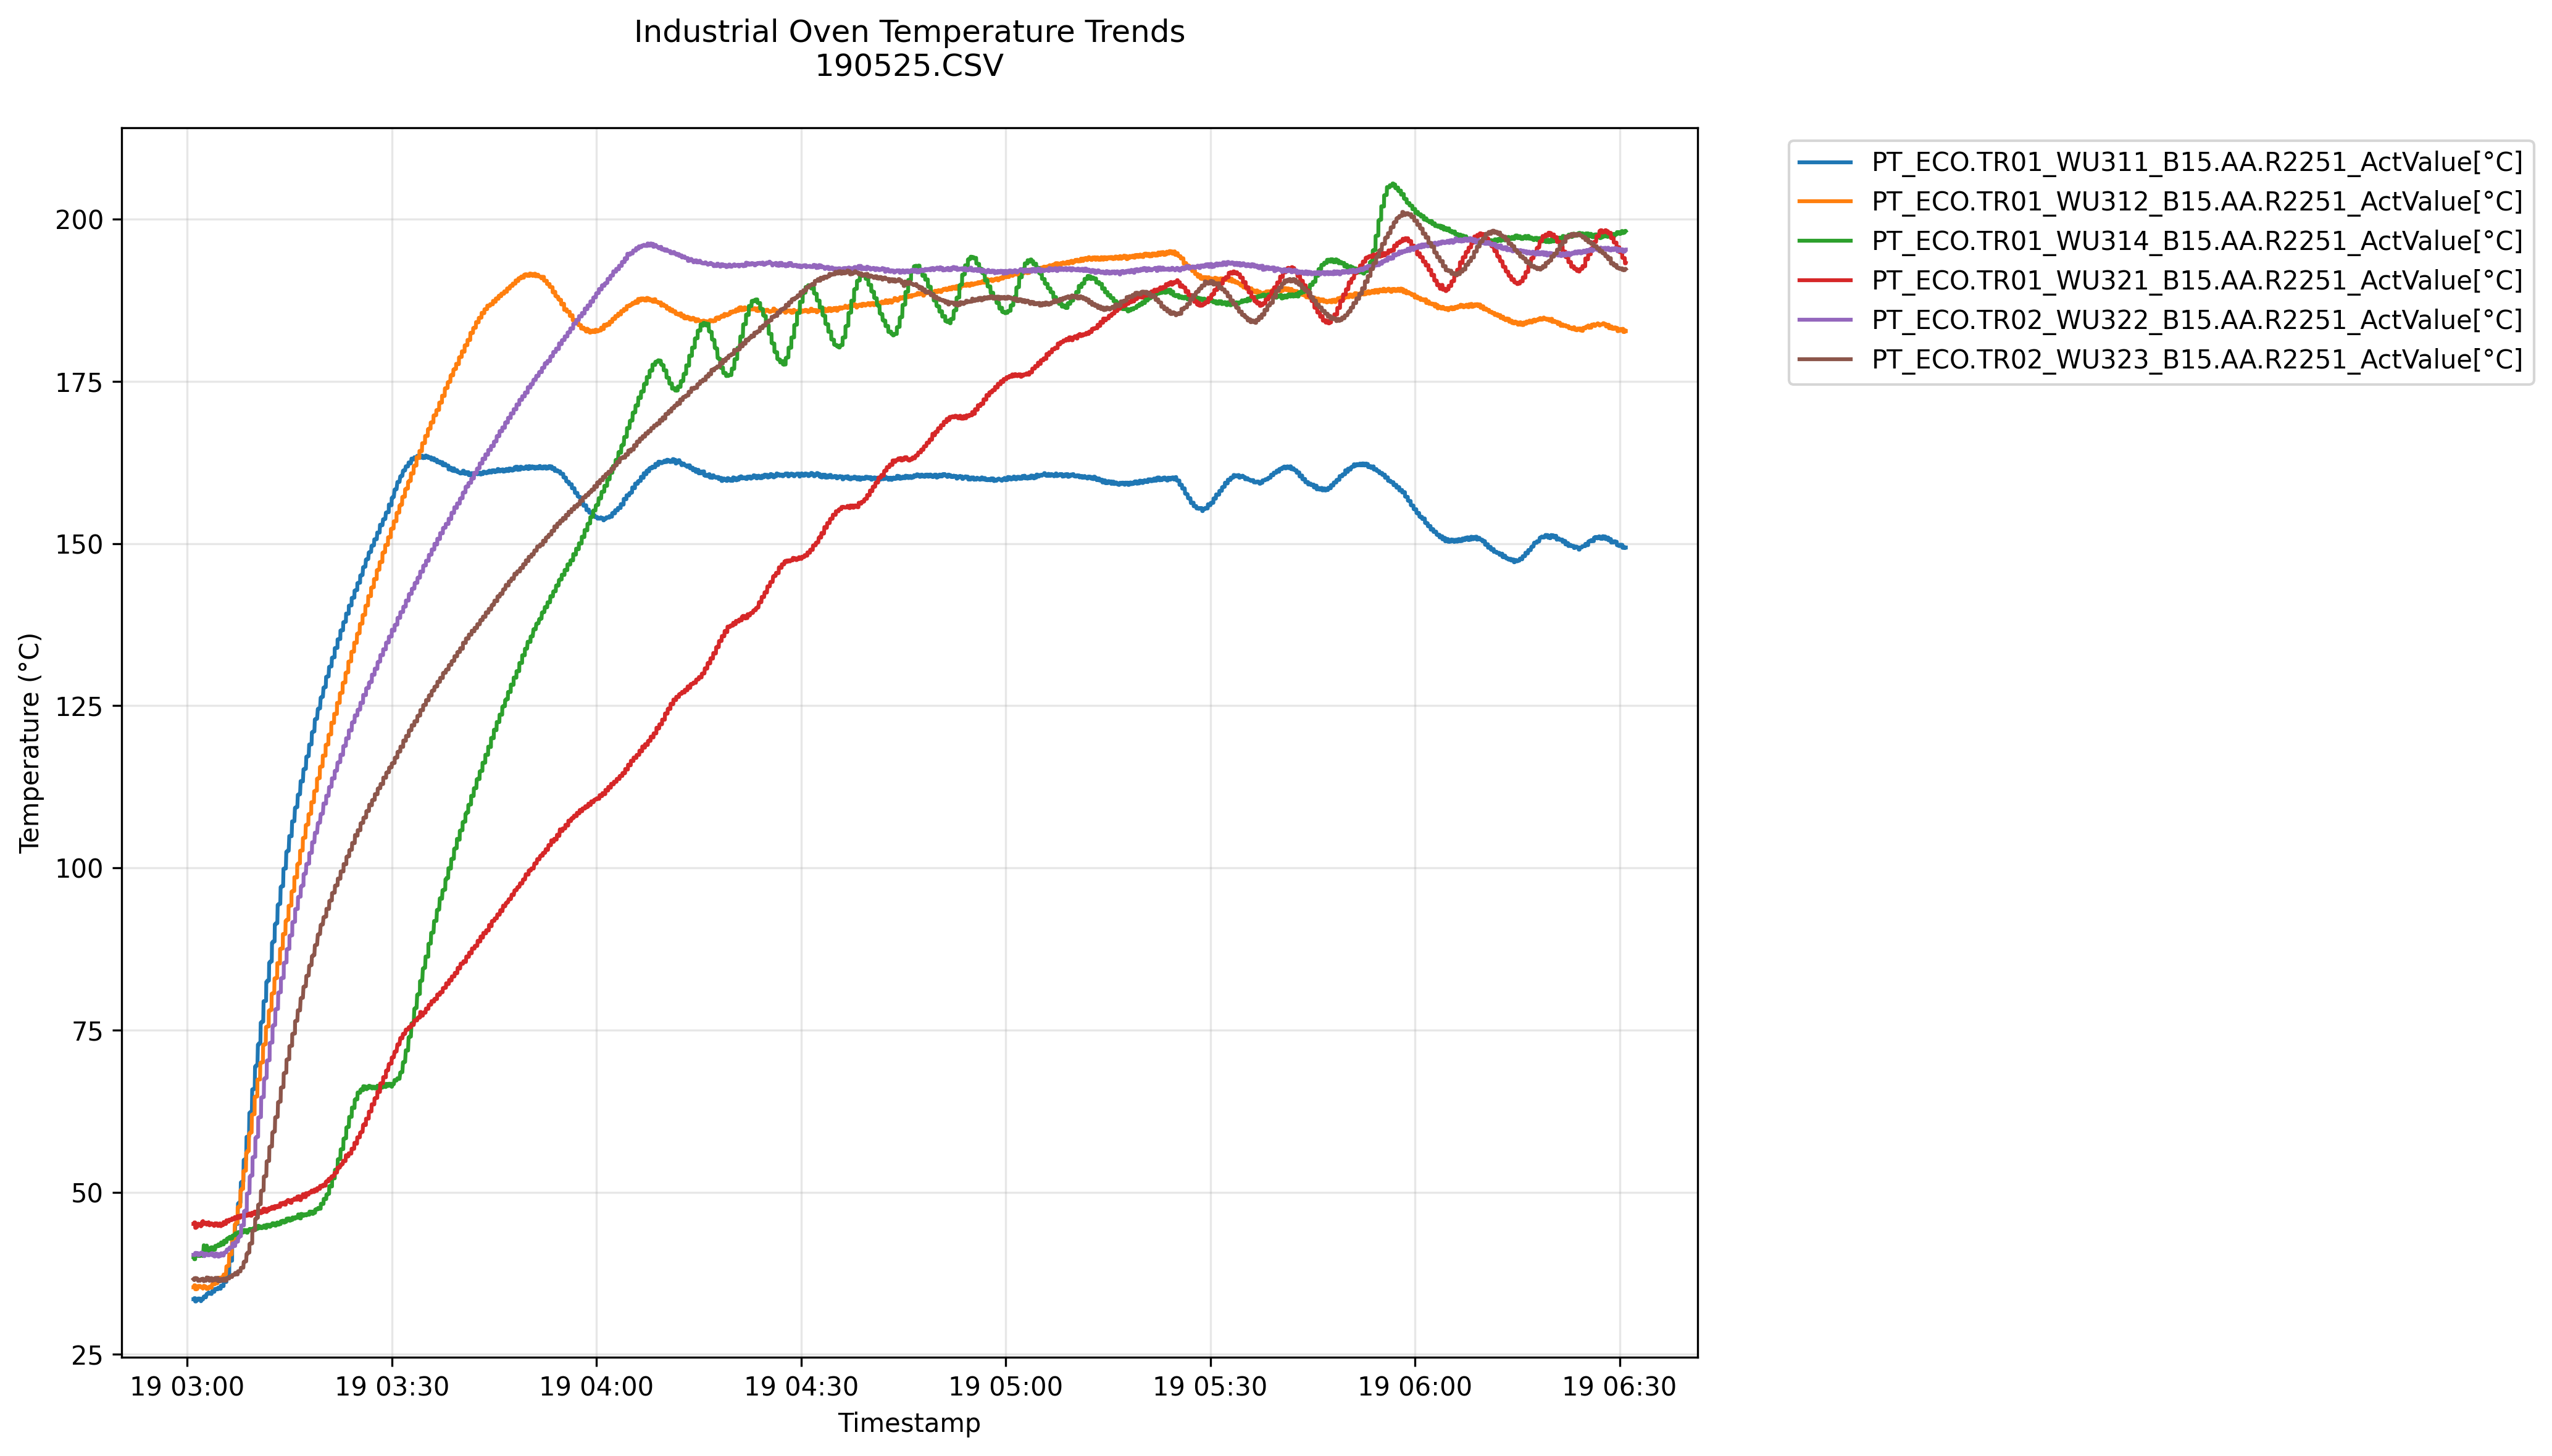 Industrial Oven Temperature Trends
190525.CSV
PT_ECO.TR01_WU311_B15.AA.R2251_ActValue[°C]
PT_ECO.TR01_WU312_B15.AA.R2251_ActValue[°C]
PT_ECO.TR01_WU314_B15.AA.R2251_ActValue[°C]
PT_ECO.TR01_WU321_B15.AA.R2251_ActValue[°C]
PT_ECO.TR02_WU322_B15.AA.R2251_ActValue[°C]
PT_ECO.TR02_WU323_B15.AA.R2251_ActValue[°C]
Temperature (°C)
200
175
150
125
100
75
50
25
19 03:00 19 03:30 19 04:00 19 04:30 19 05:00 19 05:30 19 06:00 19 06:30
Timestamp